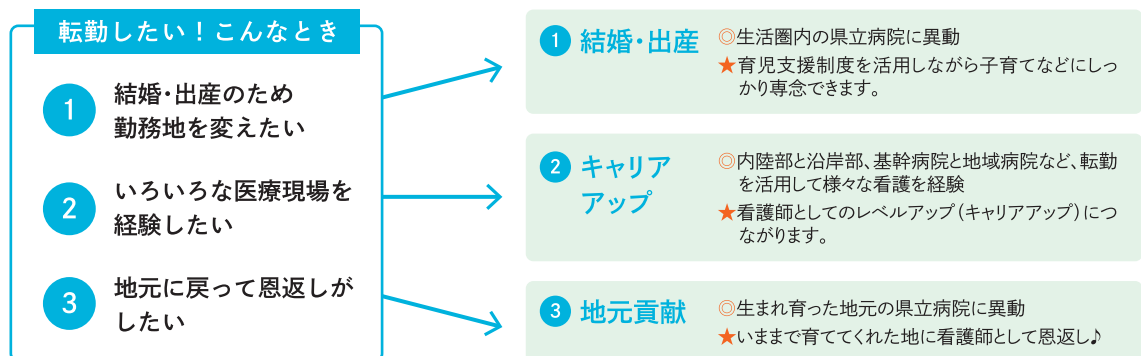 転勤したい！こんなとき
1 結婚・出産のため
勤務地を変えたい
2 いろいろな医療現場を
経験したい
3 地元に戻って恩返しが
したい
1 結婚・出産
◎生活圏内の県立病院に異動
★育児支援制度を活用しながら子育てなどにしっ
かり専念できます。
2 キャリア
アップ
◎内陸部と沿岸部、基幹病院と地域病院など、転勤
を活用して様々な看護を経験
★看護師としてのレベルアップ（キャリアアップ）につ
ながります。
3 地元貢献
◎生まれ育った地元の県立病院に異動
★いままで育ててくれた地に看護師として恩返し♪